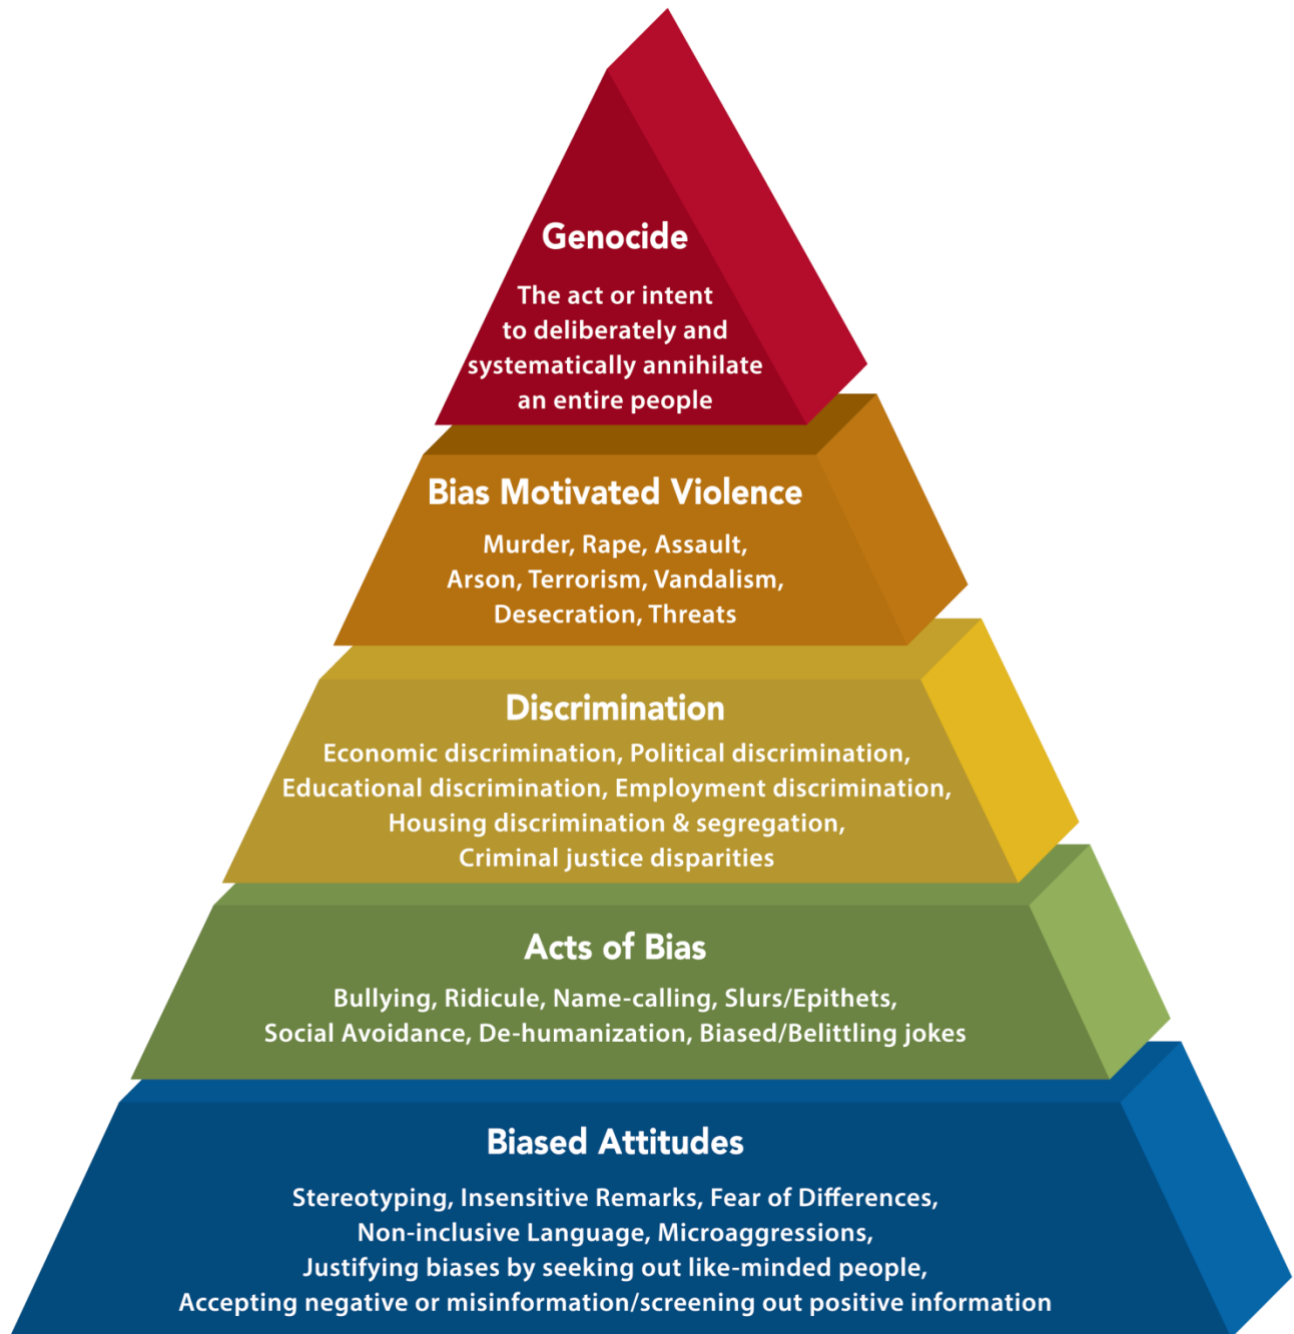 Genocide
The act or intent
to deliberately and
systematically annihilate
an entire people
Bias Motivated Violence
Murder, Rape, Assault,
Arson, Terrorism, Vandalism,
Desecration, Threats
Discrimination
Economic discrimination, Political discrimination,
Educational discrimination, Employment discrimination,
Housing discrimination & segregation,
Criminal justice disparities
Acts of Bias
Bullying, Ridicule, Name-calling, Slurs/Epithets,
Social Avoidance, De-humanization, Biased/Belittling jokes
Biased Attitudes
Stereotyping, Insensitive Remarks, Fear of Differences,
Non-inclusive Language, Microaggressions,
Justifying biases by seeking out like-minded people,
Accepting negative or misinformation/screening out positive information